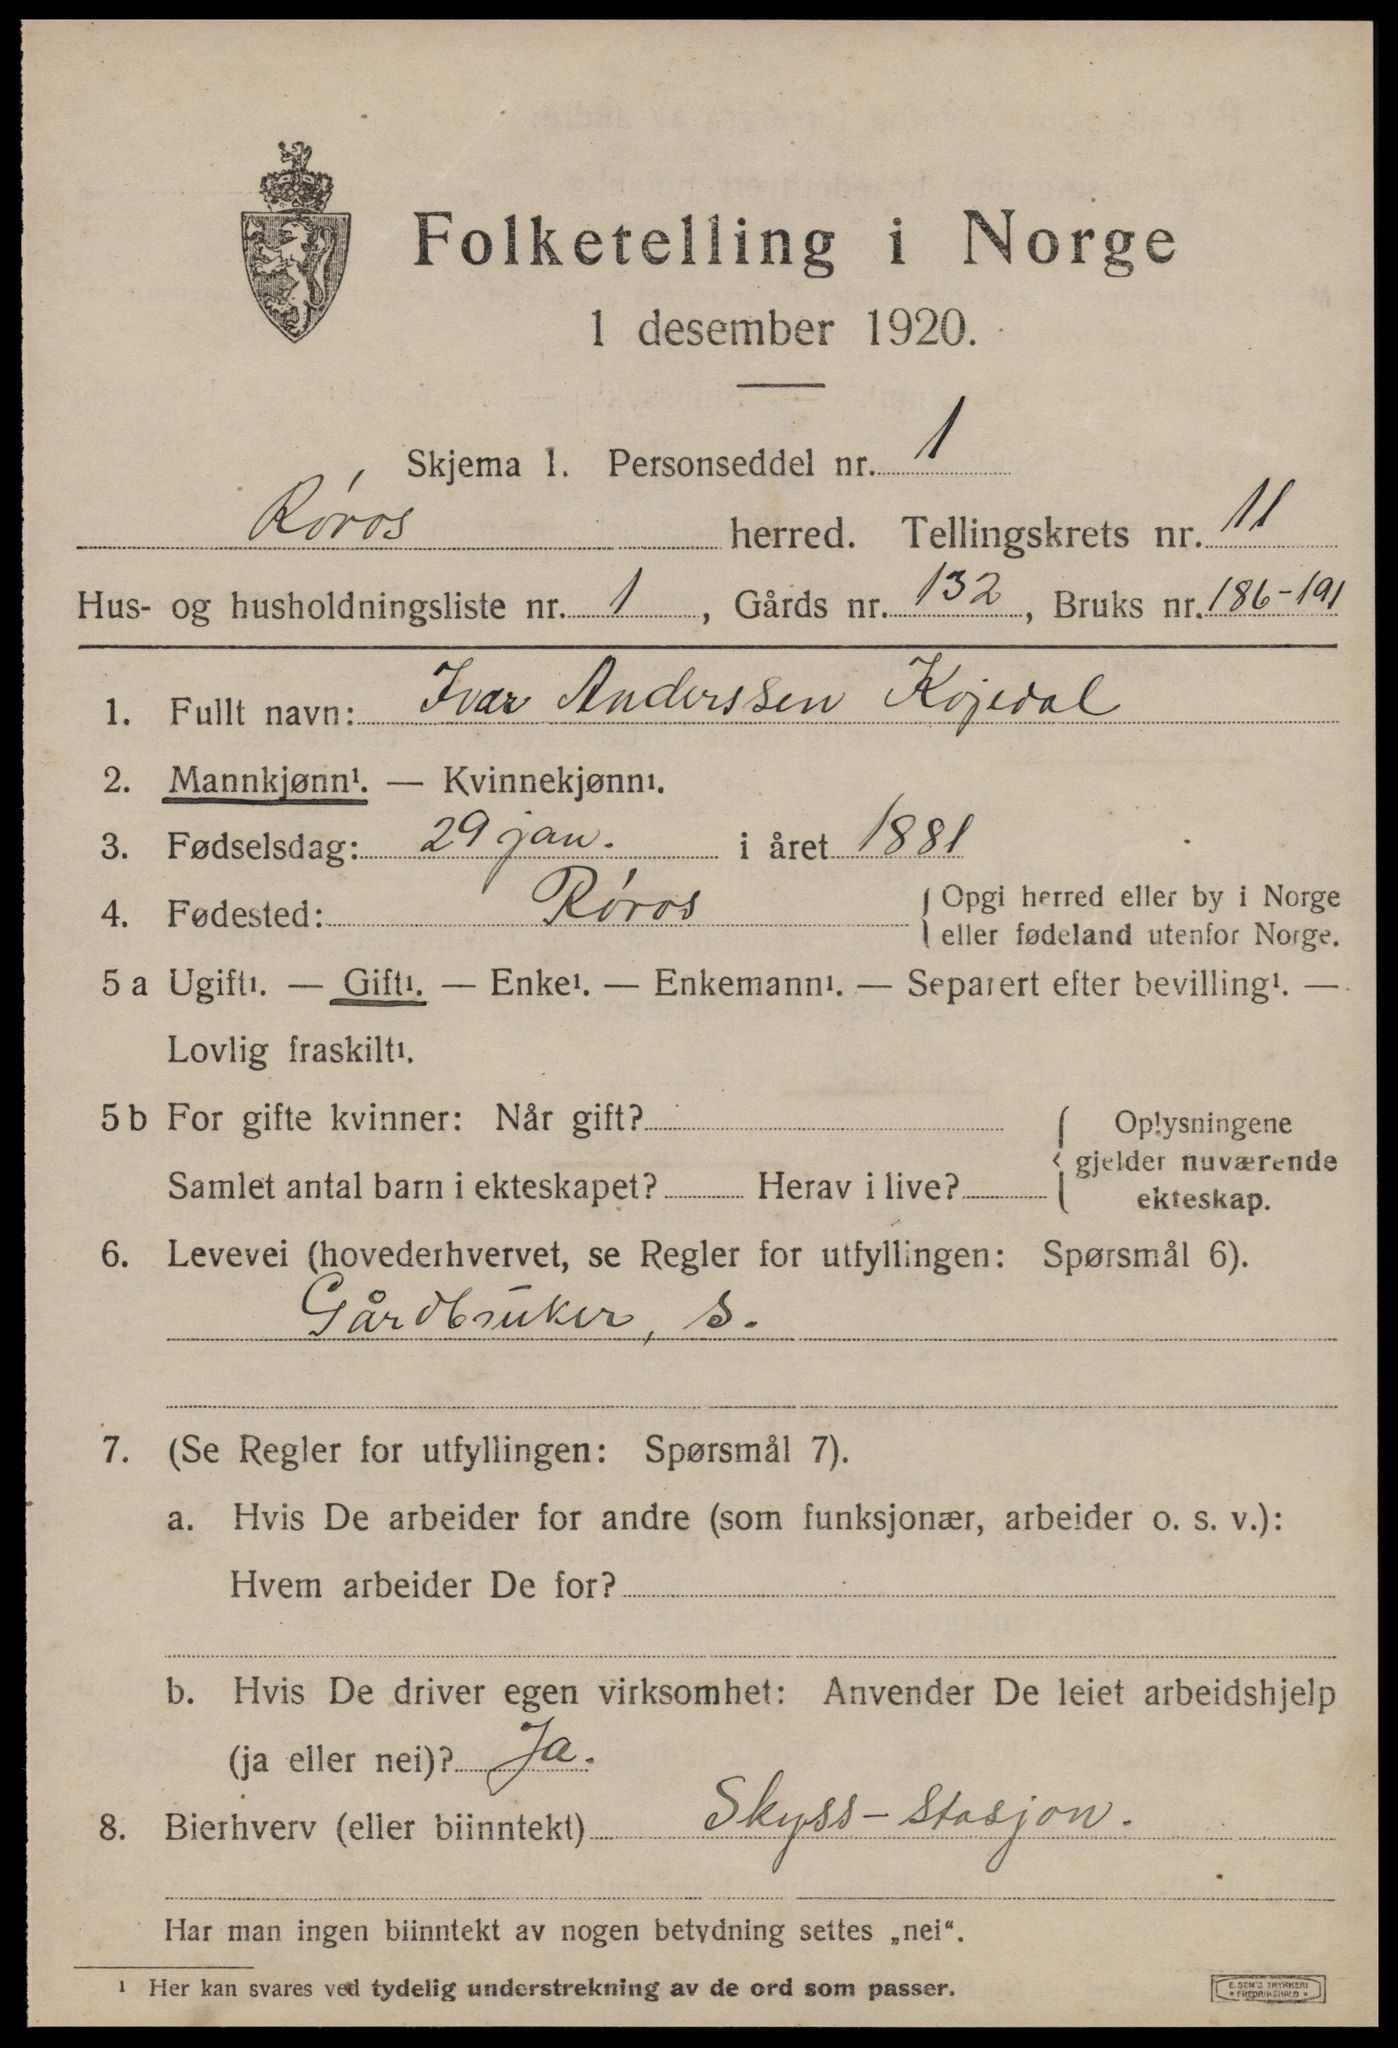 Folketelling i Norge
1 desember 1920.
Skjema 1. Personseddel nr. 1
Røros herred. Tellingskrets nr. 11
Hus- og husholdningsliste nr. 1, Gårds nr. 132, Bruks nr. 186-191
1. Fullt navn: Ivar Anderssen Kojedal
2. Mannkjønn¹. — Kvinnekjønn¹.
3. Fødselsdag: 29 jan. i året 1881
4. Fødested: Røros
{ Opgi herred eller by i Norge
eller fødeland utenfor Norge.
5 a Ugift¹. — Gift¹. — Enke¹. — Enkemann¹. — Separert efter bevilling¹. —
Lovlig fraskilt¹.
5 b For gifte kvinner: Når gift?
Samlet antal barn i ekteskapet? Herav i live?
{ Oplysningene
gjelder nuværende
ekteskap.
6. Levevei (hovederhvervet, se Regler for utfyllingen: Spørsmål 6).
Gårdbruker, s.
7. (Se Regler for utfyllingen: Spørsmål 7).
a. Hvis De arbeider for andre (som funksjonær, arbeider o. s. v.):
Hvem arbeider De for?
b. Hvis De driver egen virksomhet: Anvender De leiet arbeidshjelp
(ja eller nei)? Ja.
8. Bierhverv (eller biinntekt) Skyss-stasjon.
Har man ingen biinntekt av nogen betydning settes „nei“.
¹ Her kan svares ved tydelig understrekning av de ord som passer.
E. SEM'S TRYKKERI
FREDRIKSHALD